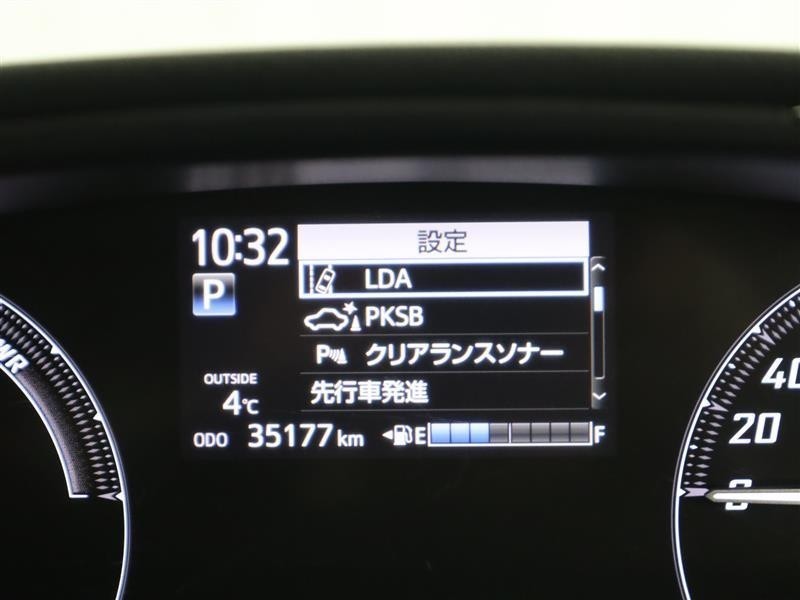 10:32
設定
LDA
P
PKSB
P クリアランスソナー
OUTSIDE
4℃
先行車発進
ODO 35177 km
E F
PWR
40
20
0